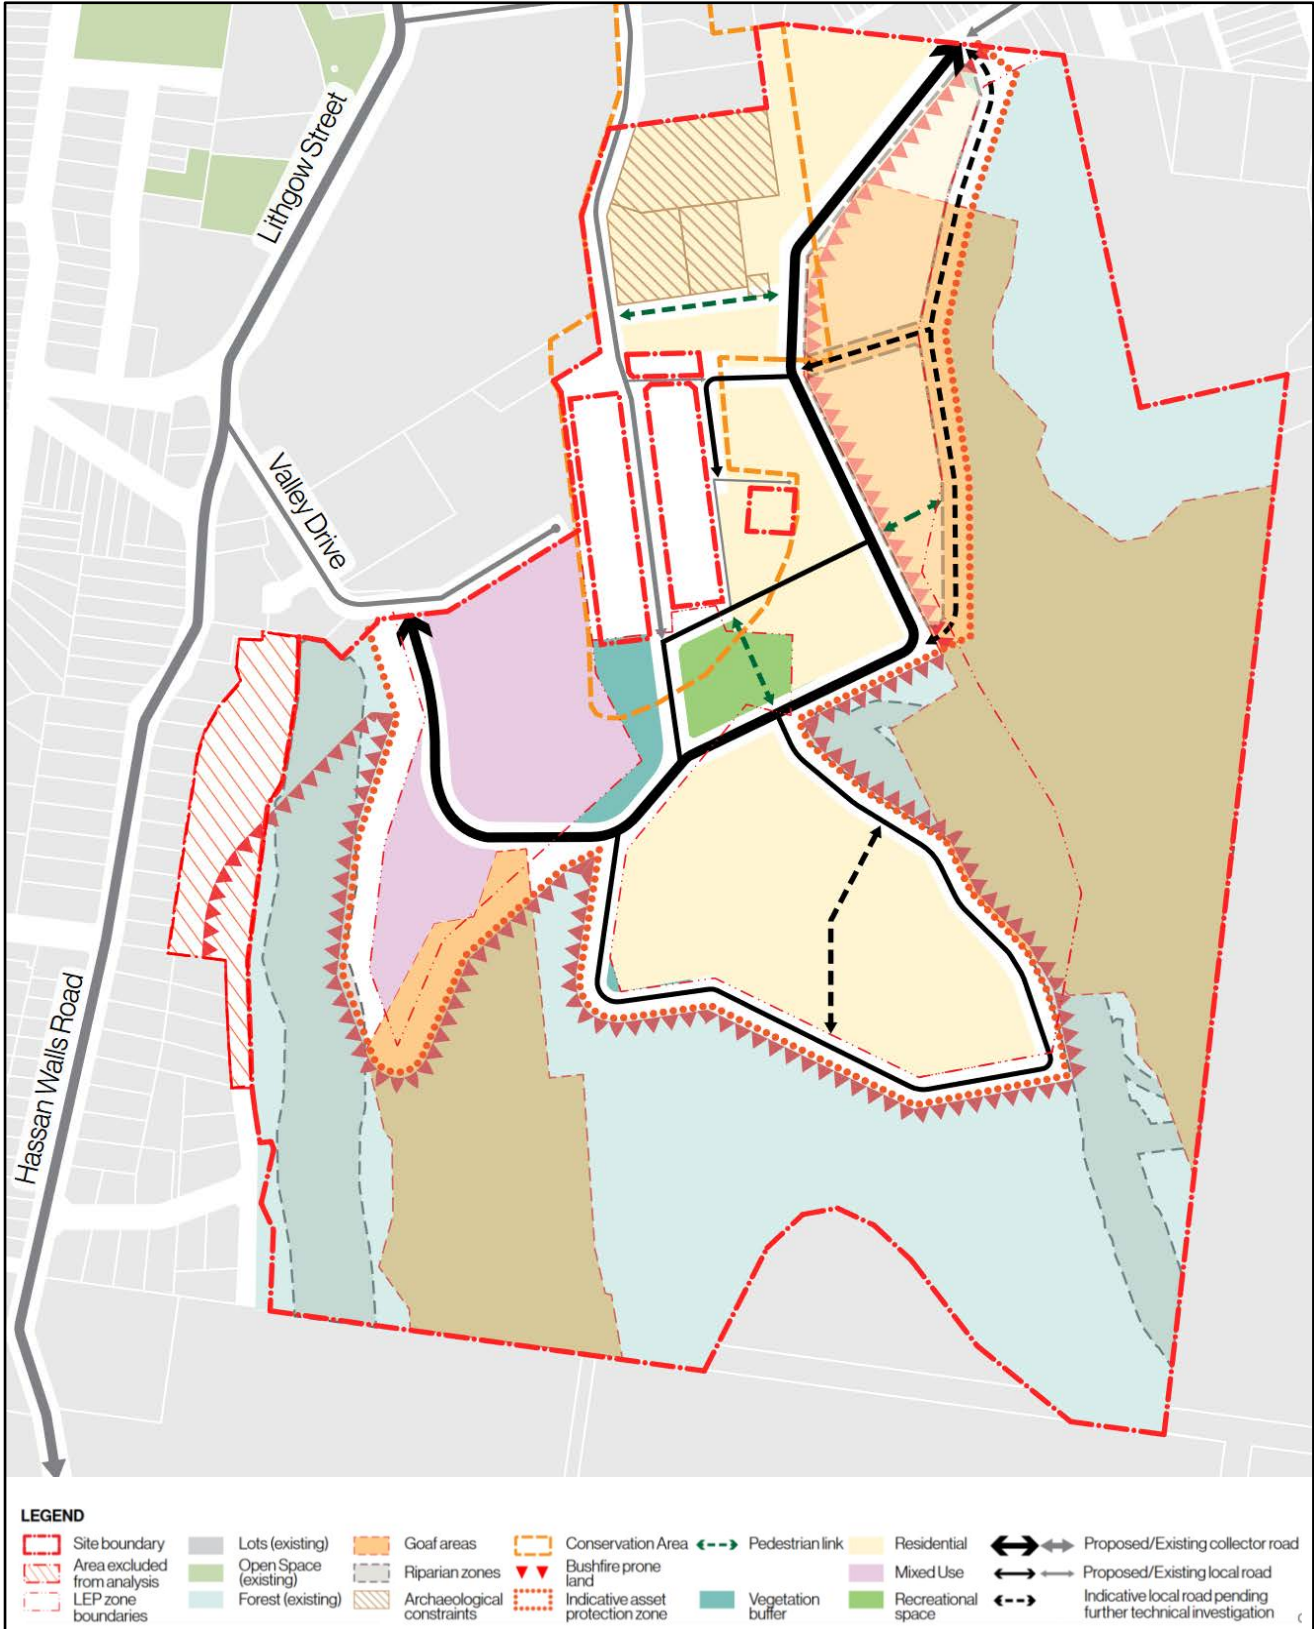 Lithgow Street
Valley Drive
Hassan Walls Road
LEGEND
Site boundary
Area excluded
from analysis
LEP zone
boundaries
Lots (existing)
Open Space
(existing)
Forest (existing)
Goaf areas
Riparian zones
Archaeological
constraints
Conservation Area
Bushfire prone
land
Indicative asset
protection zone
Pedestrian link
Vegetation
buffer
Residential
Mixed Use
Recreational
space
Proposed/Existing collector road
Proposed/Existing local road
Indicative local road pending
further technical investigation